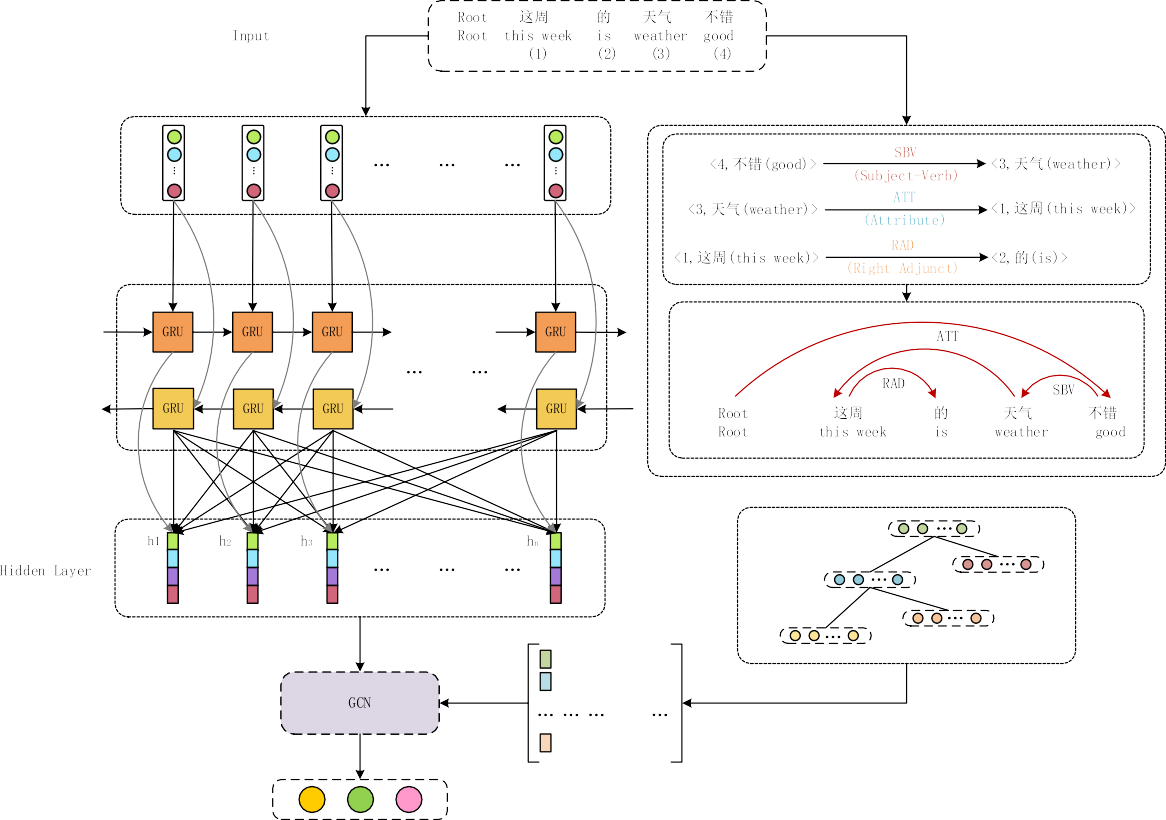 Root 这周 的 天气 不错
Input
Root this week is weather good
(1) (2) (3) (4)
... ... ...
SBV
<4,不错(good)> <3,天气(weather)>
(Subject-Verb)
ATT
<3,天气(weather)> <1,这周(this week)>
(Attribute)
RAD
<1,这周(this week)> <2,的(is)>
(Right Adjunct)
GRU GRU GRU GRU
... ...
GRU GRU GRU GRU
ATT
RAD SBV
Root 这周 的 天气 不错
Root this week is weather good
h1 h2 h3 hn
Hidden Layer
... ... ...
GCN
... ... ... ...